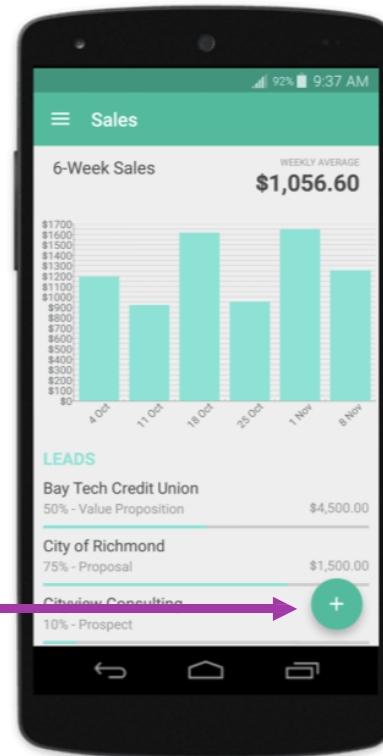 92% 9:37 AM
Sales
6-Week Sales
WEEKLY AVERAGE
$1,056.60
$1700
$1600
$1500
$1400
$1300
$1200
$1100
$1000
$900
$800
$700
$600
$500
$400
$300
$200
$100
$0
4 Oct
11 Oct
18 Oct
25 Oct
1 Nov
8 Nov
LEADS
Bay Tech Credit Union
50% - Value Proposition $4,500.00
City of Richmond
75% - Proposal $1,500.00
Cityview Consulting
10% - Prospect
+